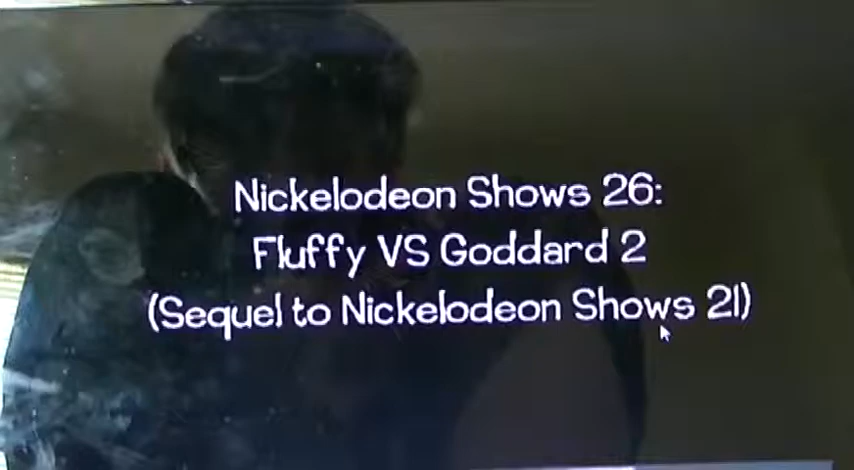 Nickelodeon Shows 26:
Fluffy VS Goddard 2
(Sequel to Nickelodeon Shows 21)